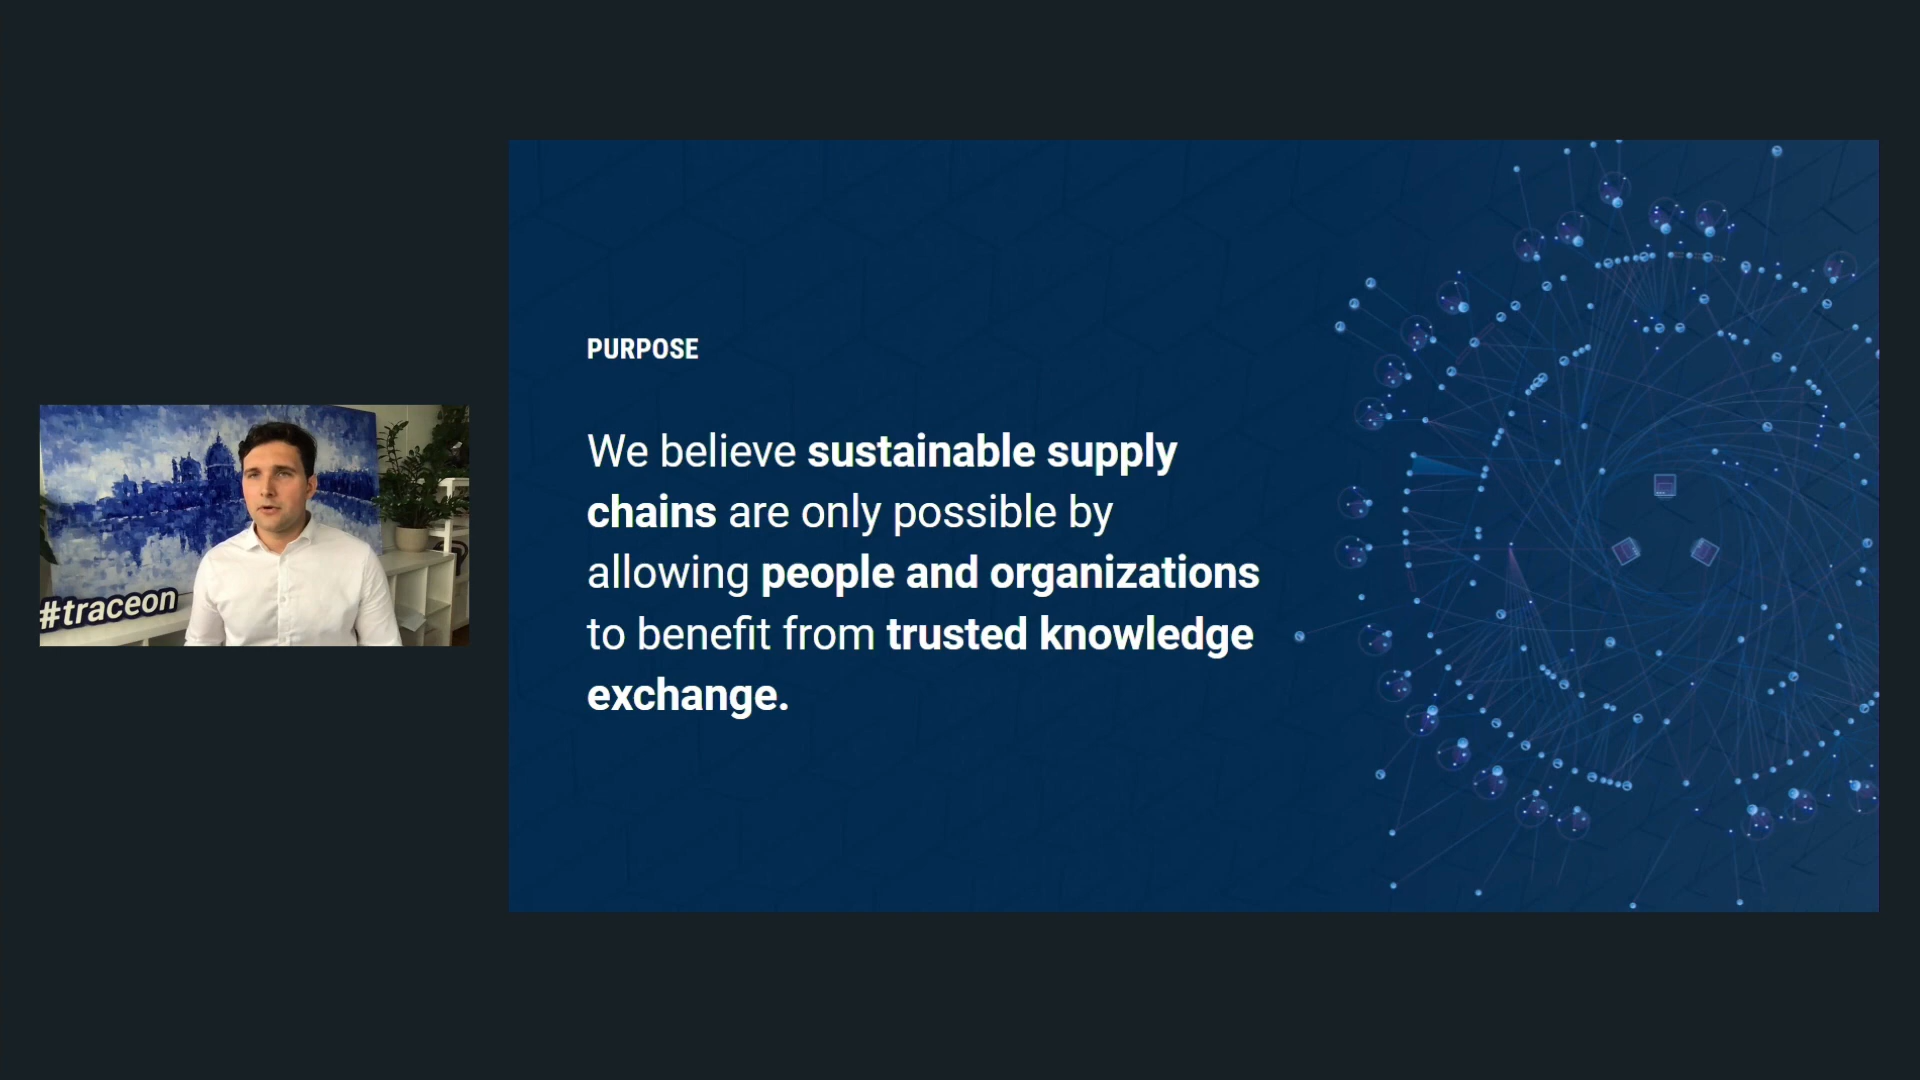 PURPOSE
We believe sustainable supply
chains are only possible by
allowing people and organizations
to benefit from trusted knowledge
exchange.
#traceon